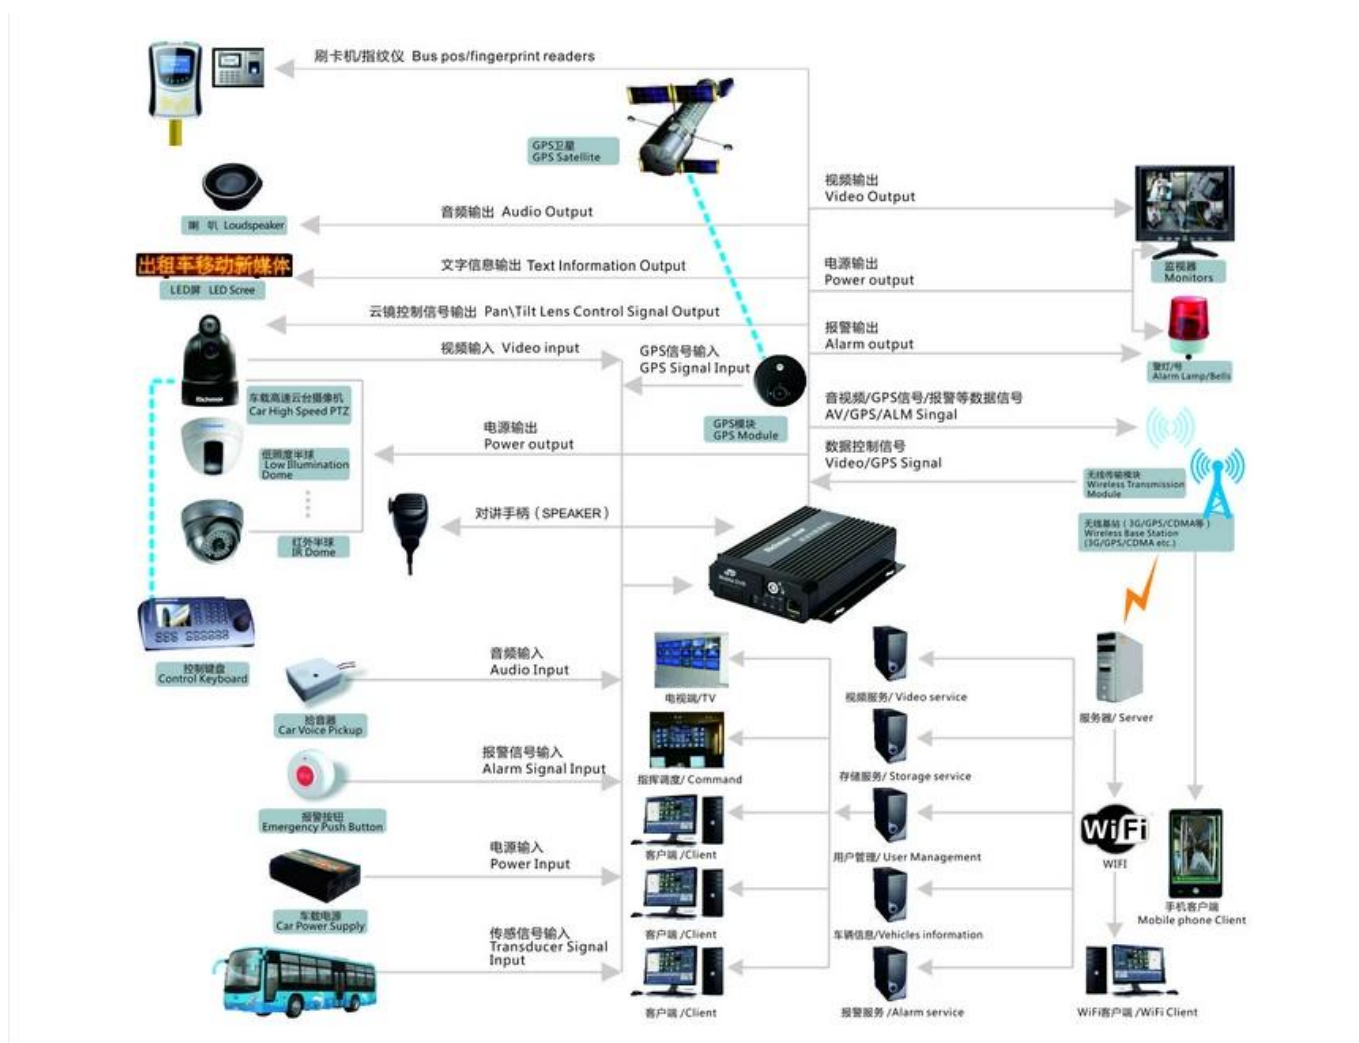 刷卡机/指纹仪 Bus pos/fingerprint readers
GPS卫星
GPS Satellite
视频输出
Video Output
音频输出 Audio Output
喇 叭 Loudspeaker
出租车移动新媒体
文字信息输出 Text Information Output
LED屏 LED Scree
电源输出
Power output
监视器
Monitors
云镜控制信号输出 Pan\Tilt Lens Control Signal Output
报警输出
Alarm output
视频输入 Video input
GPS信号输入
GPS Signal Input
警灯/号
Alarm Lamp/Bells
Richmor
车载高速云台摄像机
Car High Speed PTZ
音视频/GPS信号/报警等数据信号
AV/GPS/ALM Singal
电源输出
Power output
GPS模块
GPS Module
数据控制信号
Video/GPS Signal
低照度半球
Low Illumination
Dome
无线传输模块
Wireless Transmission
Module
对讲手柄（SPEAKER）
红外半球
IR Dome
无线基站（3G/GPS/CDMA等）
Wireless Base Station
(3G/GPS/CDMA etc.)
控制键盘
Control Keyboard
音频输入
Audio Input
电视端/TV
视频服务/ Video service
服务器/ Server
拾音器
Car Voice Pickup
报警信号输入
Alarm Signal Input
指挥调度/ Command
存储服务/ Storage service
报警按钮
Emergency Push Button
WiFi
WIFI
电源输入
Power Input
客户端 /Client
用户管理/ User Management
手机客户端
Mobile phone Client
车载电源
Car Power Supply
传感信号输入
Transducer Signal
Input
客户端 /Client
车辆信息/Vehicles information
客户端 /Client
报警服务 /Alarm service
WiFi客户端 /WiFi Client